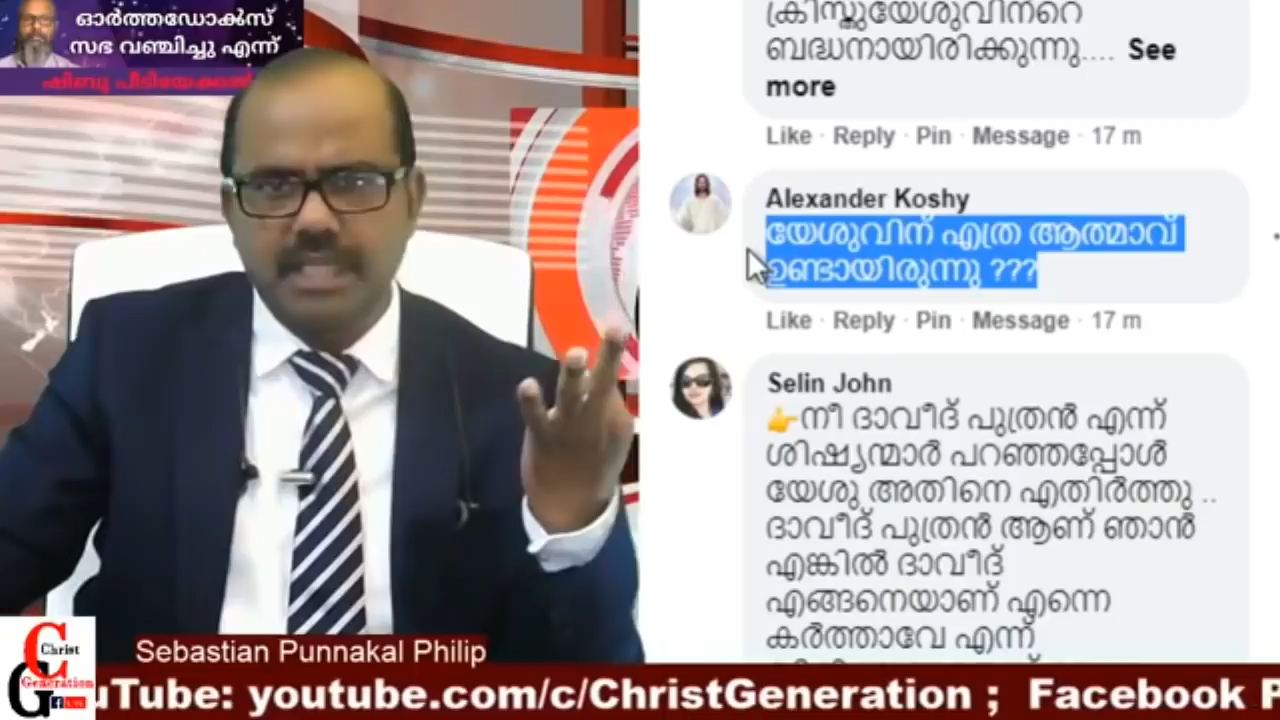 ഓർത്തഡോക്സ്
സഭ വഞ്ചിച്ചു എന്ന്
ഷിബു പീടിയേക്കൽ
ക്രിസ്തുയേശുവിന്റെ
ബദ്ധനായിരിക്കുന്നു.... See
more
Like · Reply · Pin · Message · 17 m
Alexander Koshy
യേശുവിന് എത്ര ആത്മാവ്
ഉണ്ടായിരുന്നു ???
Like · Reply · Pin · Message · 17 m
Selin John
👉നീ ദാവീദ് പുത്രൻ എന്ന്
ശിഷ്യന്മാർ പറഞ്ഞപ്പോൾ
യേശു അതിനെ എതിർത്തു ..
ദാവീദ് പുത്രൻ ആണ് ഞാൻ
എങ്കിൽ ദാവീദ്
എങ്ങനെയാണ് എന്നെ
കർത്താവേ എന്ന്
Sebastian Punnakal Philip
C Christ
G Generation
uTube: youtube.com/c/ChristGeneration ; Facebook P